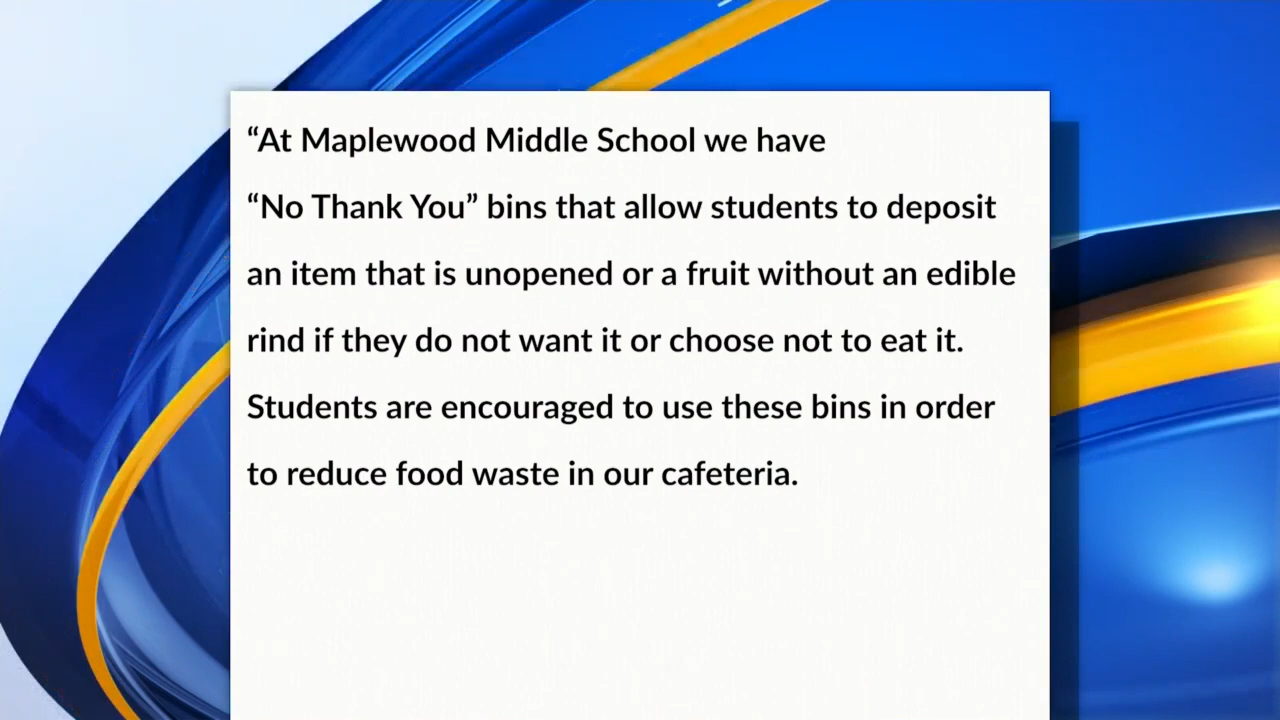 “At Maplewood Middle School we have
“No Thank You” bins that allow students to deposit
an item that is unopened or a fruit without an edible
rind if they do not want it or choose not to eat it.
Students are encouraged to use these bins in order
to reduce food waste in our cafeteria.